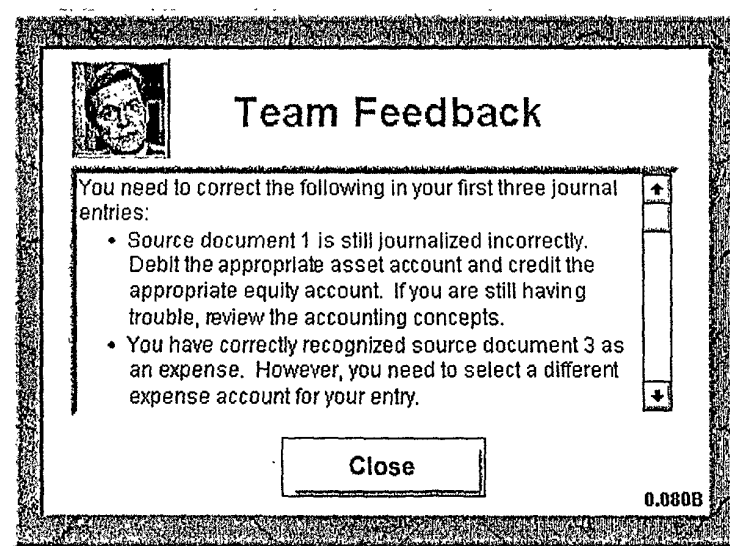 Team Feedback
You need to correct the following in your first three journal
entries:
• Source document 1 is still journalized incorrectly.
Debit the appropriate asset account and credit the
appropriate equity account. If you are still having
trouble, review the accounting concepts.
• You have correctly recognized source document 3 as
an expense. However, you need to select a different
expense account for your entry.
Close
0.080B